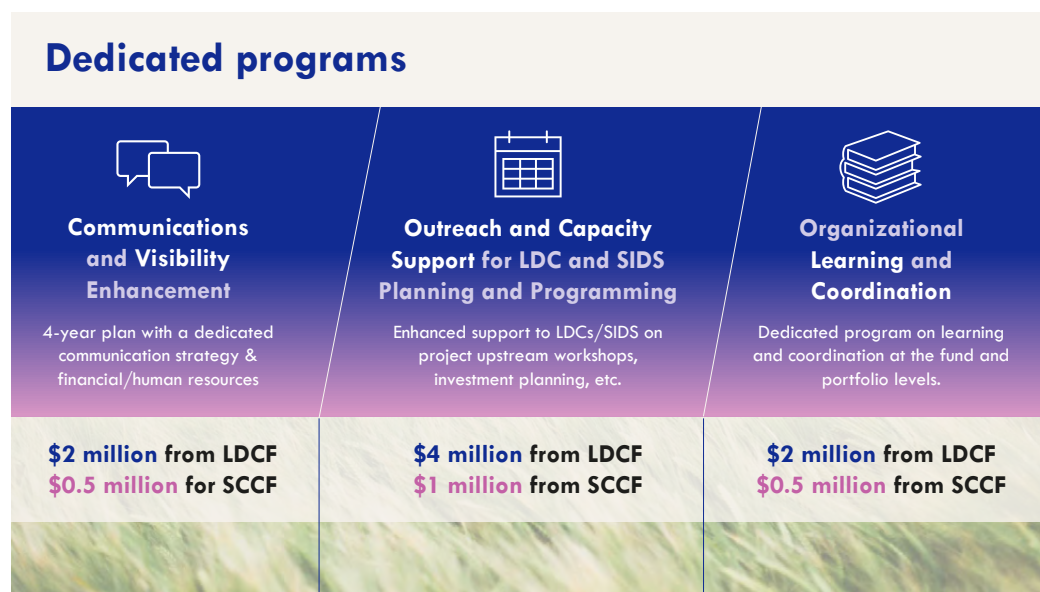 Dedicated programs
Communications
and Visibility
Enhancement
4-year plan with a dedicated
communication strategy &
financial/human resources
$2 million from LDCF
$0.5 million for SCCF
Outreach and Capacity
Support for LDC and SIDS
Planning and Programming
Enhanced support to LDCs/SIDS on
project upstream workshops,
investment planning, etc.
$4 million from LDCF
$1 million from SCCF
Organizational
Learning and
Coordination
Dedicated program on learning
and coordination at the fund and
portfolio levels.
$2 million from LDCF
$0.5 million from SCCF